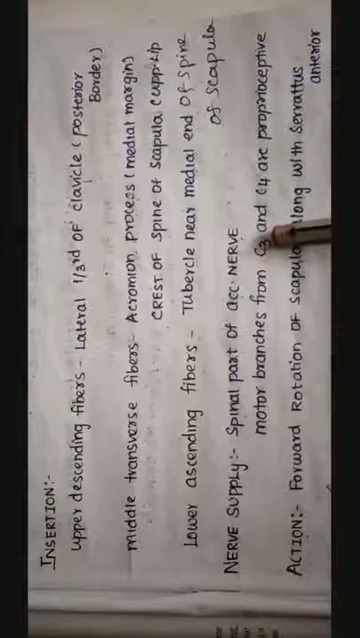 INSERTION:-
upper descending fibers - Lateral 1/3rd OF clavicle (posterior
Border)
middle transverse fibers - Acromion process (medial margin)
CREST OF spine of scapula (upp.lip
Lower ascending fibers - Tubercle near medial end of spine
of scapula
NERVE SUPPLY:- Spinal part of acc. NERVE
motor branches from C3 and C4 are proprioceptive
ACTION:- Forward Rotation OF scapula along with serrattus
anterior